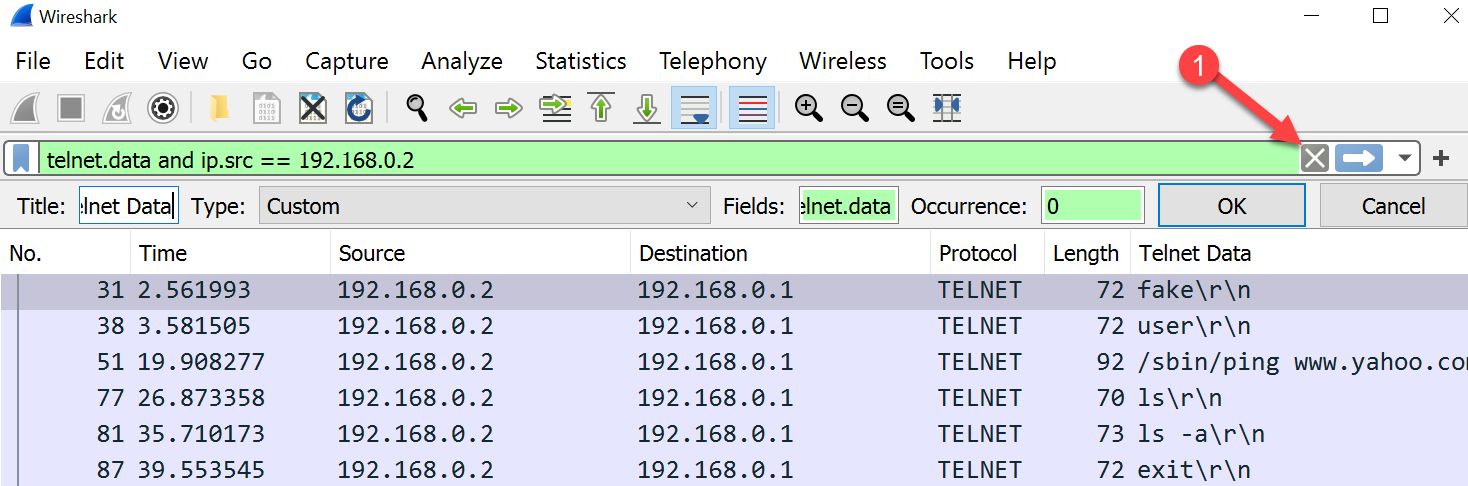 Wireshark
File Edit View Go Capture Analyze Statistics Telephony Wireless Tools Help
1
telnet.data and ip.src == 192.168.0.2
Title: elnet Data Type: Custom Fields: elnet.data Occurrence: 0 OK Cancel
No. Time Source Destination Protocol Length Telnet Data
31 2.561993 192.168.0.2 192.168.0.1 TELNET 72 fake\r\n
38 3.581505 192.168.0.2 192.168.0.1 TELNET 72 user\r\n
51 19.908277 192.168.0.2 192.168.0.1 TELNET 92 /sbin/ping www.yahoo.co
77 26.873358 192.168.0.2 192.168.0.1 TELNET 70 ls\r\n
81 35.710173 192.168.0.2 192.168.0.1 TELNET 73 ls -a\r\n
87 39.553545 192.168.0.2 192.168.0.1 TELNET 72 exit\r\n